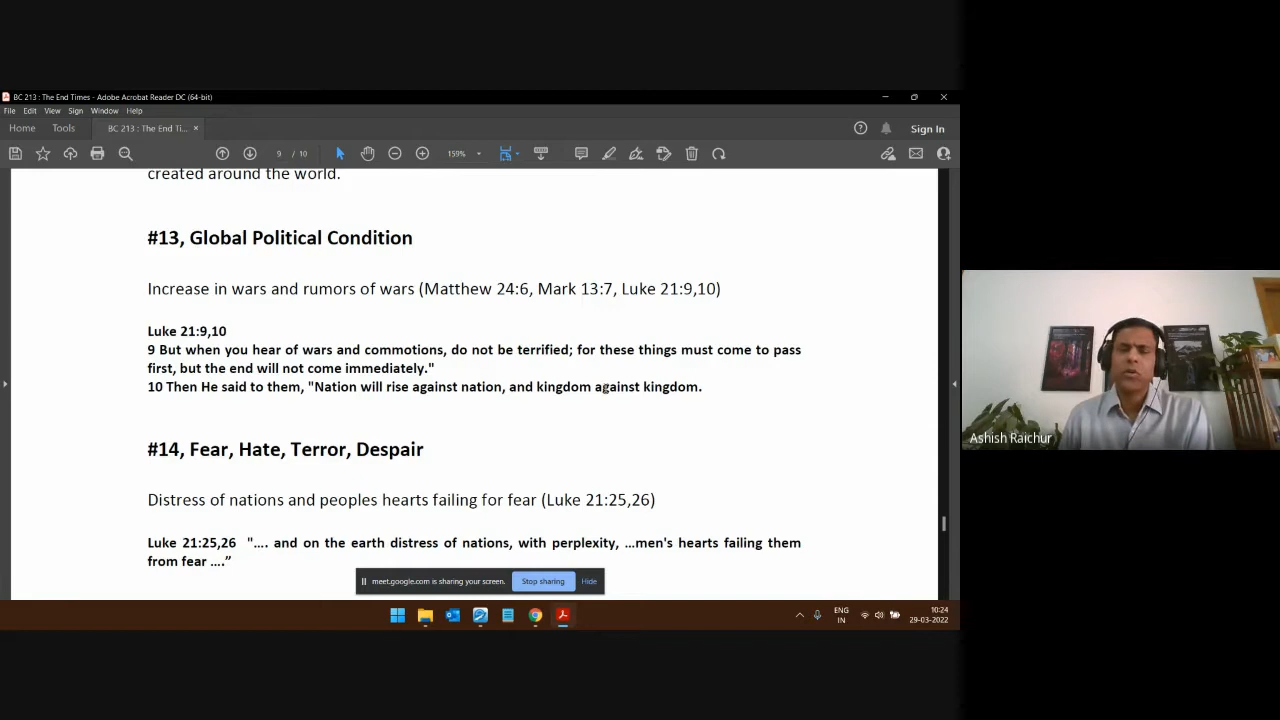 BC 213 : The End Times - Adobe Acrobat Reader DC (64-bit)
File Edit View Sign Window Help
Home Tools BC 213 : The End Ti... × Sign In
9 / 10 159%
created around the world.
#13, Global Political Condition
Increase in wars and rumors of wars (Matthew 24:6, Mark 13:7, Luke 21:9,10)
Luke 21:9,10
9 But when you hear of wars and commotions, do not be terrified; for these things must come to pass
first, but the end will not come immediately."
10 Then He said to them, "Nation will rise against nation, and kingdom against kingdom.
#14, Fear, Hate, Terror, Despair
Distress of nations and peoples hearts failing for fear (Luke 21:25,26)
Luke 21:25,26 "…. and on the earth distress of nations, with perplexity, …men's hearts failing them
from fear ….”
meet.google.com is sharing your screen. Stop sharing Hide
Ashish Raichur
ENG
IN
10:24
29-03-2022